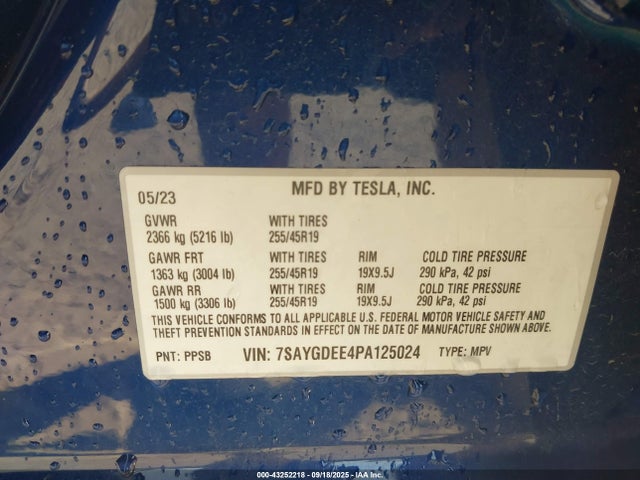 05/23 MFD BY TESLA, INC.
GVWR WITH TIRES
2366 kg (5216 lb) 255/45R19
GAWR FRT WITH TIRES RIM COLD TIRE PRESSURE
1363 kg (3004 lb) 255/45R19 19X9.5J 290 kPa, 42 psi
GAWR RR WITH TIRES RIM COLD TIRE PRESSURE
1500 kg (3306 lb) 255/45R19 19X9.5J 290 kPa, 42 psi
THIS VEHICLE CONFORMS TO ALL APPLICABLE U.S. FEDERAL MOTOR VEHICLE SAFETY AND
THEFT PREVENTION STANDARDS IN EFFECT ON THE DATE OF MANUFACTURE SHOWN ABOVE.
PNT: PPSB VIN: 7SAYGDEE4PA125024 TYPE: MPV
000-43252218 - 09/18/2025 - IAAI.COM